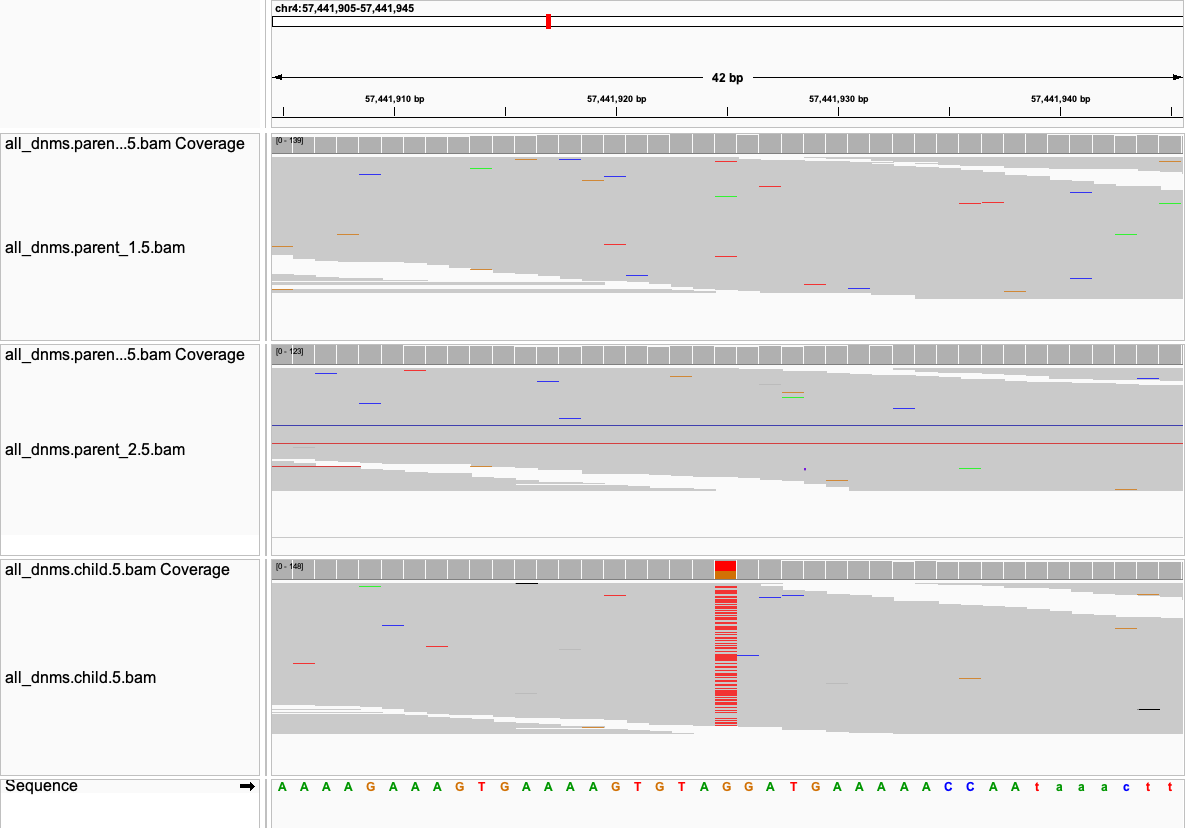 chr4:57,441,905-57,441,945
42 bp
57,441,910 bp 57,441,920 bp 57,441,930 bp 57,441,940 bp
all_dnms.paren...5.bam Coverage
[0 - 139]
all_dnms.parent_1.5.bam
all_dnms.paren...5.bam Coverage
[0 - 123]
all_dnms.parent_2.5.bam
all_dnms.child.5.bam Coverage
[0 - 148]
all_dnms.child.5.bam
Sequence A A A A G A A A G T G A A A A G T G T A G G A T G A A A A A C C A A t a a a c t t